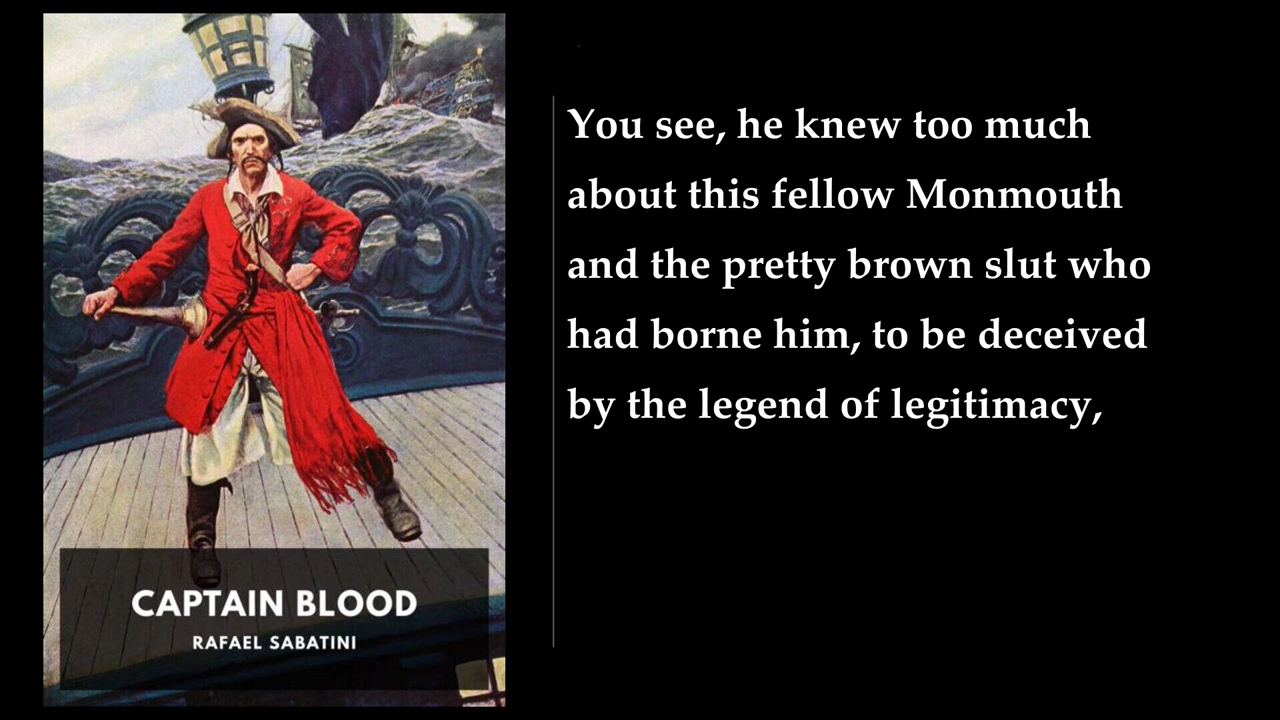 CAPTAIN BLOOD
RAFAEL SABATINI
You see, he knew too much
about this fellow Monmouth
and the pretty brown slut who
had borne him, to be deceived
by the legend of legitimacy,